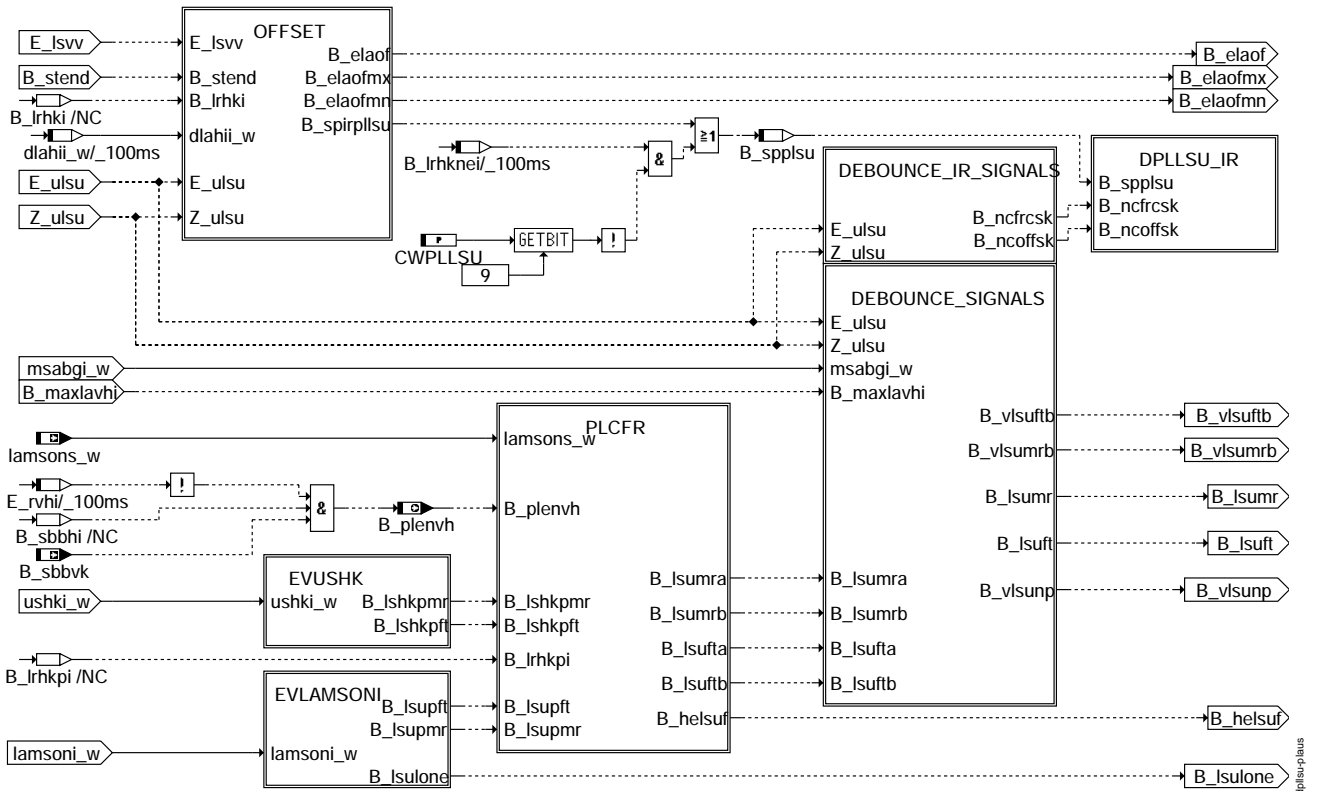 OFFSET
E_lsvv
E_lsvv
B_elaof
B_elaof
B_stend
B_stend
B_elaofmx
B_elaofmx
B_lrhki
B_lrhki /NC
B_elaofmn
B_elaofmn
dlahii_w
dlahii_w/_100ms
B_spirpllsu
≧1
B_spplsu
B_lrhknei/_100ms
&
E_ulsu
E_ulsu
Z_ulsu
Z_ulsu
CWPLLSU
P
GETBIT
!
9
DEBOUNCE_IR_SIGNALS
B_ncfrcsk
E_ulsu
B_ncoffsk
Z_ulsu
DPLLSU_IR
B_spplsu
B_ncfrcsk
B_ncoffsk
DEBOUNCE_SIGNALS
E_ulsu
Z_ulsu
msabgi_w
msabgi_w
B_maxlavhi
B_maxlavhi
B_vlsuftb
B_vlsuftb
B_vlsumrb
B_vlsumrb
B_lsumr
B_lsumr
B_lsuft
B_lsuft
B_vlsunp
B_vlsunp
B_lsumra
B_lsumrb
B_lsufta
B_lsuftb
PLCFR
lamsons_w
lamsons_w
E_rvhi/_100ms
!
B_sbbhi /NC
&
B_plenvh
B_plenvh
B_sbbvk
EVUSHK
ushki_w
ushki_w
B_lshkpmr
B_lshkpmr
B_lshkpft
B_lshkpft
B_lrhkpi /NC
B_lrhkpi
EVLAMSONI
B_lsupft
B_lsupft
B_lsupmr
B_lsupmr
lamsoni_w
lamsoni_w
B_lsulone
B_lsumra
B_lsumrb
B_lsufta
B_lsuftb
B_helsuf
B_helsuf
B_lsulone